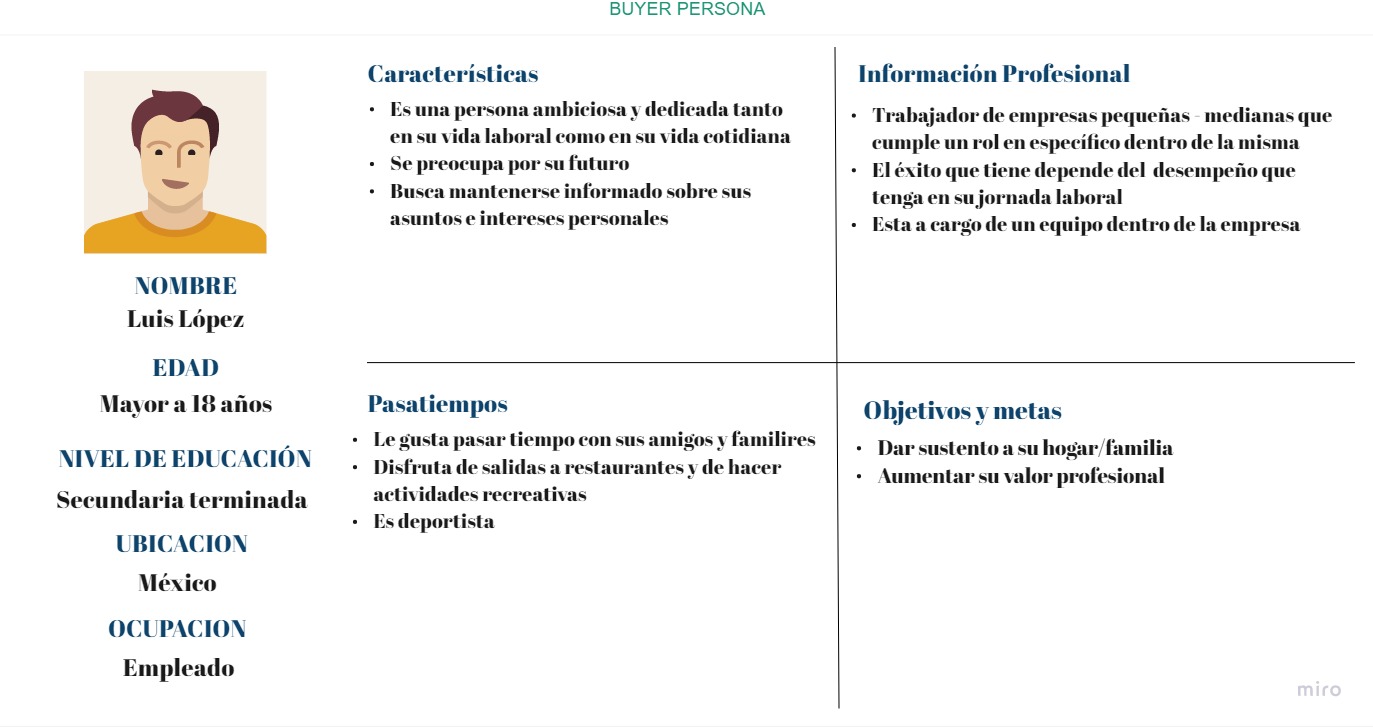 BUYER PERSONA
NOMBRE
Luis López
EDAD
Mayor a 18 años
NIVEL DE EDUCACIÓN
Secundaria terminada
UBICACION
México
OCUPACION
Empleado
Características
• Es una persona ambiciosa y dedicada tanto
en su vida laboral como en su vida cotidiana
• Se preocupa por su futuro
• Busca mantenerse informado sobre sus
asuntos e intereses personales
Información Profesional
• Trabajador de empresas pequeñas - medianas que
cumple un rol en específico dentro de la misma
• El éxito que tiene depende del desempeño que
tenga en su jornada laboral
• Esta a cargo de un equipo dentro de la empresa
Pasatiempos
• Le gusta pasar tiempo con sus amigos y familires
• Disfruta de salidas a restaurantes y de hacer
actividades recreativas
• Es deportista
Objetivos y metas
• Dar sustento a su hogar/familia
• Aumentar su valor profesional
miro